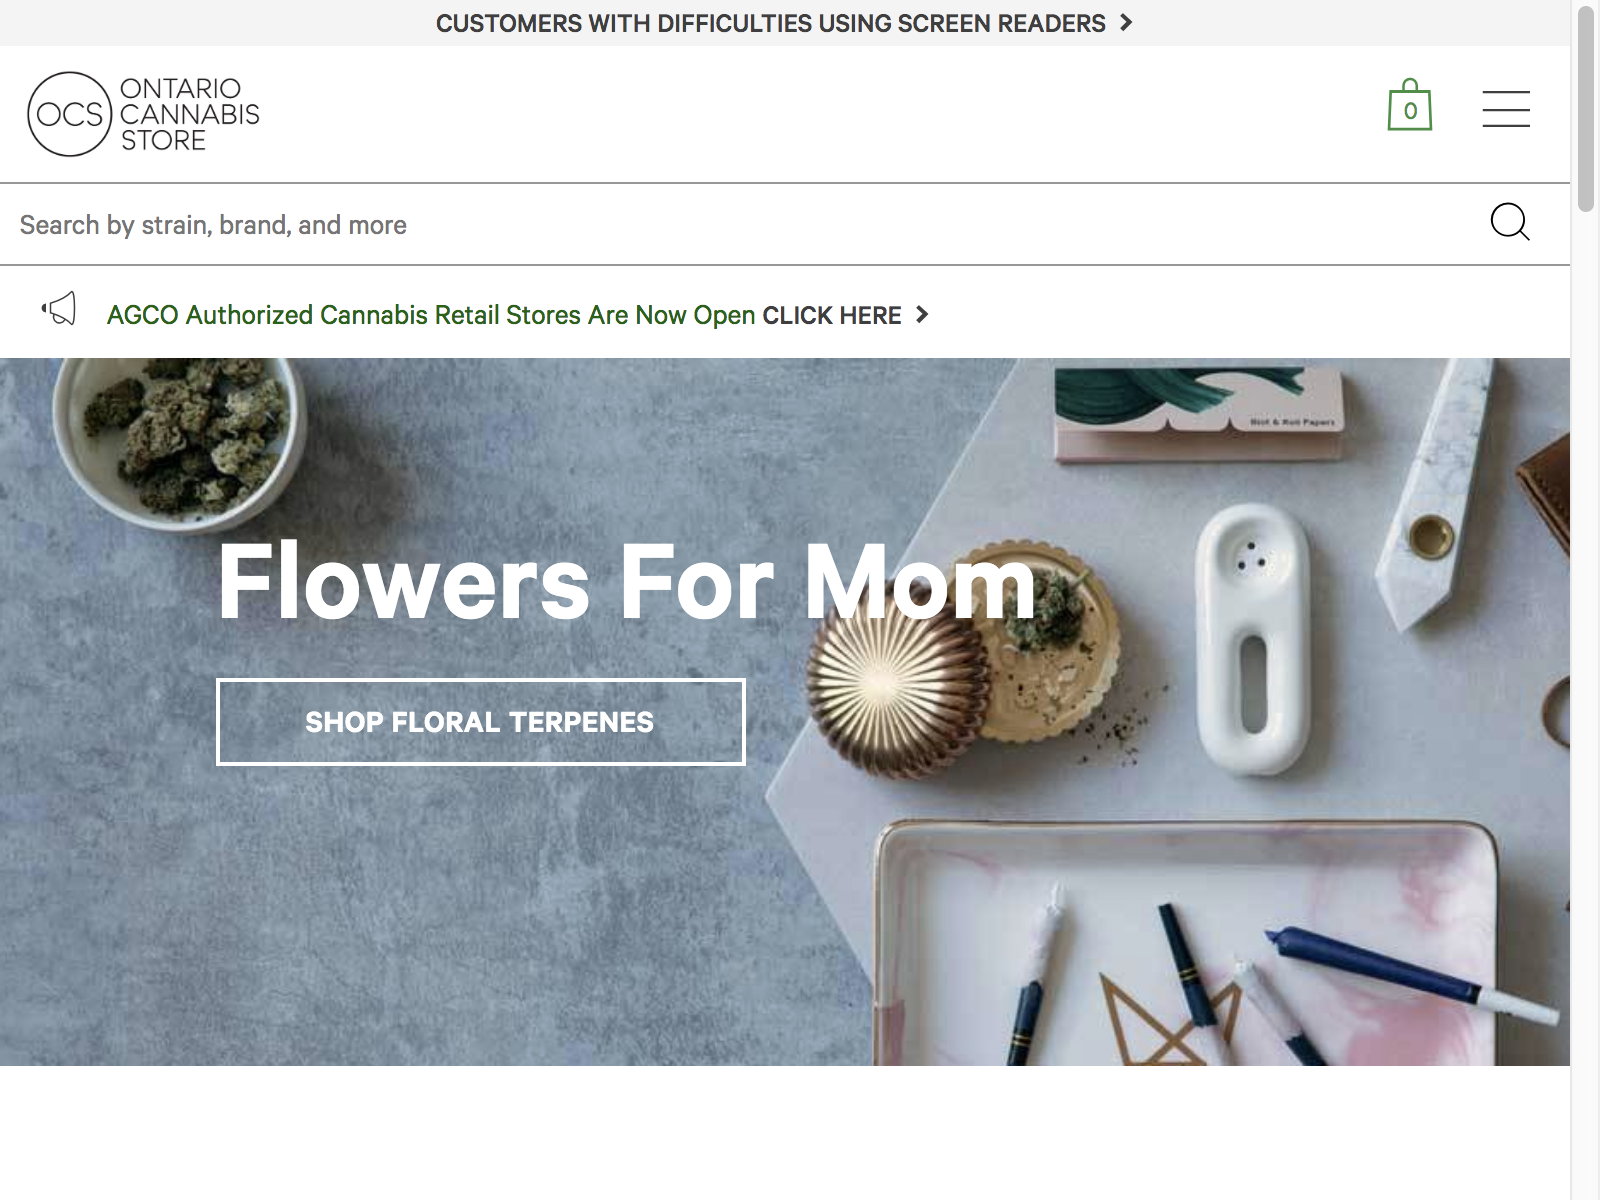 CUSTOMERS WITH DIFFICULTIES USING SCREEN READERS
OCS
ONTARIO
CANNABIS
STORE
0
Search by strain, brand, and more
AGCO Authorized Cannabis Retail Stores Are Now Open CLICK HERE
Blot & Roll Papers
Flowers For Mom
SHOP FLORAL TERPENES